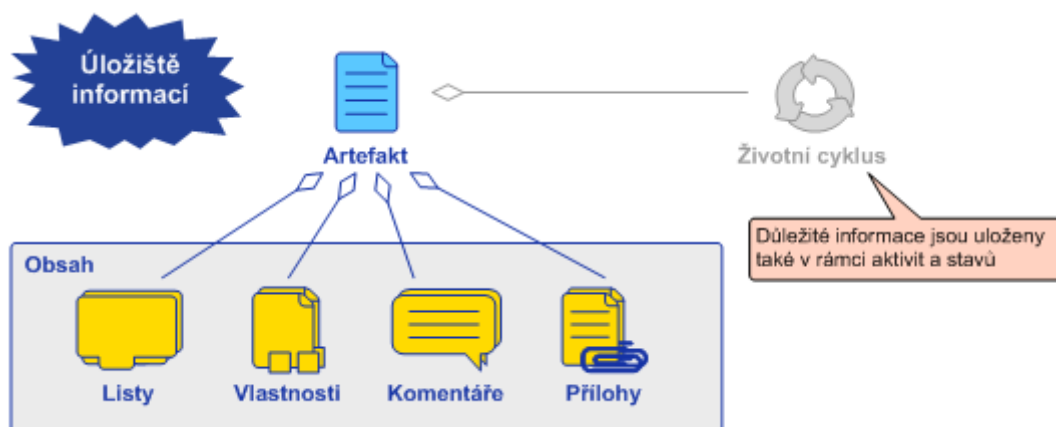 Úložiště
informací
Artefakt
Životní cyklus
Důležité informace jsou uloženy
také v rámci aktivit a stavů
Obsah
Listy
Vlastnosti
Komentáře
Přílohy